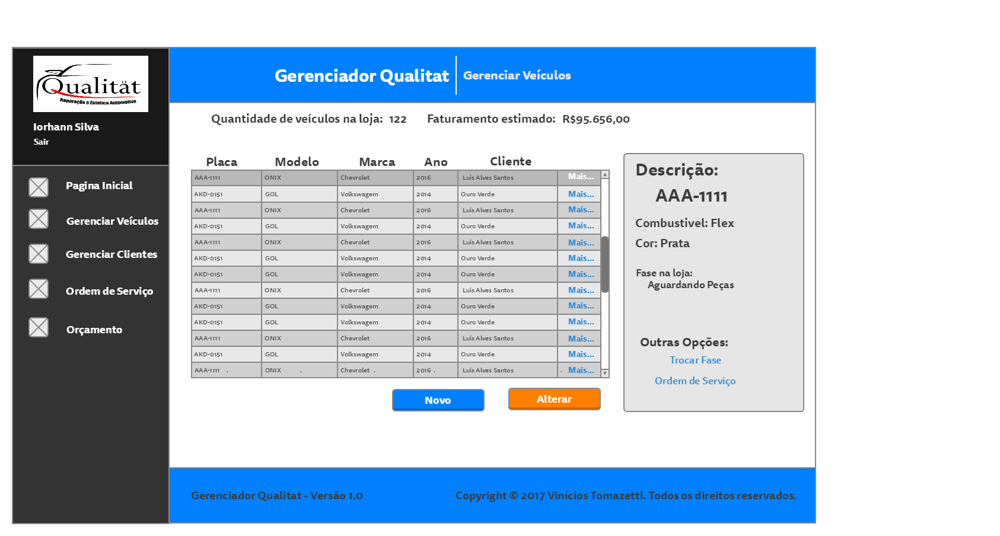 Qualität
Reparação e Estética Automotiva
Iorhann Silva
Sair
Pagina Inicial
Gerenciar Veículos
Gerenciar Clientes
Ordem de Serviço
Orçamento
Gerenciador Qualitat Gerenciar Veículos
Quantidade de veículos na loja: 122 Faturamento estimado: R$95.656,00
Placa Modelo Marca Ano Cliente
AAA-1111 ONIX Chevrolet 2016 Luis Alves Santos Mais...
AKD-0151 GOL Volkswagem 2014 Ouro Verde Mais...
AAA-1111 ONIX Chevrolet 2016 Luis Alves Santos Mais...
AKD-0151 GOL Volkswagem 2014 Ouro Verde Mais...
AAA-1111 ONIX Chevrolet 2016 Luis Alves Santos Mais...
AKD-0151 GOL Volkswagem 2014 Ouro Verde Mais...
AKD-0151 GOL Volkswagem 2014 Ouro Verde Mais...
AAA-1111 ONIX Chevrolet 2016 Luis Alves Santos Mais...
AKD-0151 GOL Volkswagem 2014 Ouro Verde Mais...
AKD-0151 GOL Volkswagem 2014 Ouro Verde Mais...
AAA-1111 ONIX Chevrolet 2016 Luis Alves Santos Mais...
AKD-0151 GOL Volkswagem 2014 Ouro Verde Mais...
AAA-1111 . ONIX . Chevrolet . 2016 . Luis Alves Santos . Mais...
Novo Alterar
Descrição:
AAA-1111
Combustivel: Flex
Cor: Prata
Fase na loja:
Aguardando Peças
Outras Opções:
Trocar Fase
Ordem de Serviço
Gerenciador Qualitat - Versão 1.0 Copyright © 2017 Vinícios Tomazetti. Todos os direitos reservados.